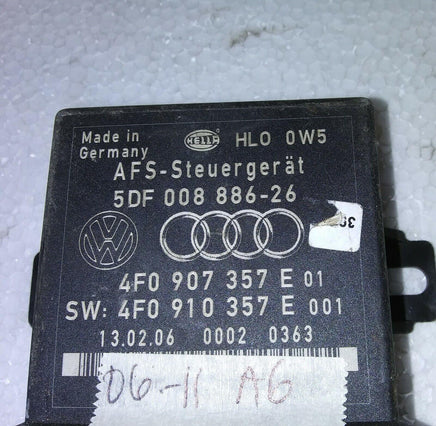 Made in HELLA HLO 0W5
Germany
AFS-Steuergerät
5DF 008 886-26
4F0 907 357 E 01
SW: 4F0 910 357 E 001
13.02.06 0002 0363
06-11 A6